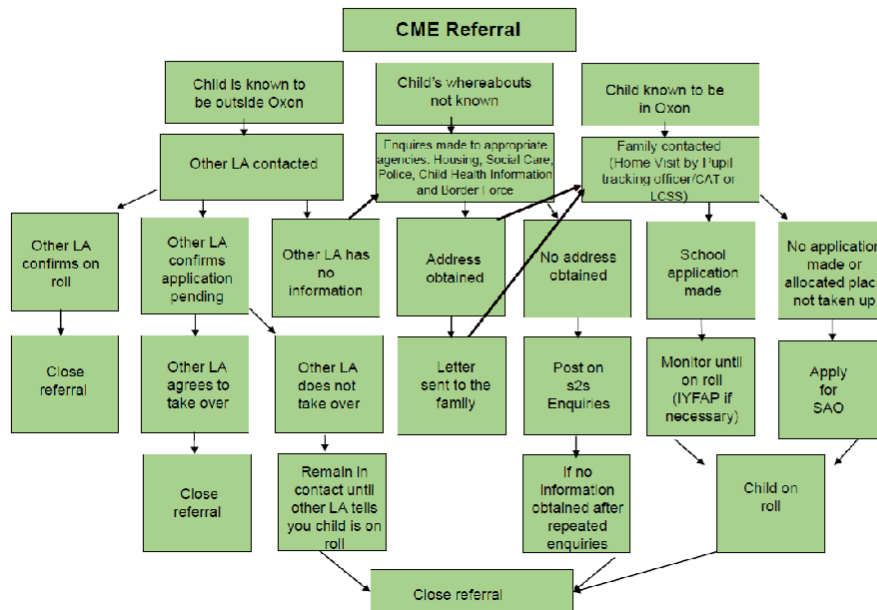 CME Referral
Child is known to
be outside Oxon
Child's whereabouts
not known
Child known to be
in Oxon
Other LA contacted
Enquires made to appropriate
agencies. Housing, Social Care,
Police, Child Health Information
and Border Force
Family contacted
(Home Visit by Pupil
tracking officer/CAT or
LCSS)
Other LA
confirms on
roll
Other LA
confirms
application
pending
Other LA has
no
information
Address
obtained
No address
obtained
School
application
made
No application
made or
allocated place
not taken up
Close
referral
Other LA
agrees to
take over
Other LA
does not
take over
Letter
sent to the
family
Post on
s2s
Enquiries
Monitor until
on roll
(IYFAP if
necessary)
Apply
for
SAO
Close
referral
Remain in
contact until
other LA tells
you child is on
roll
If no
information
obtained after
repeated
enquiries
Child on
roll
Close referral